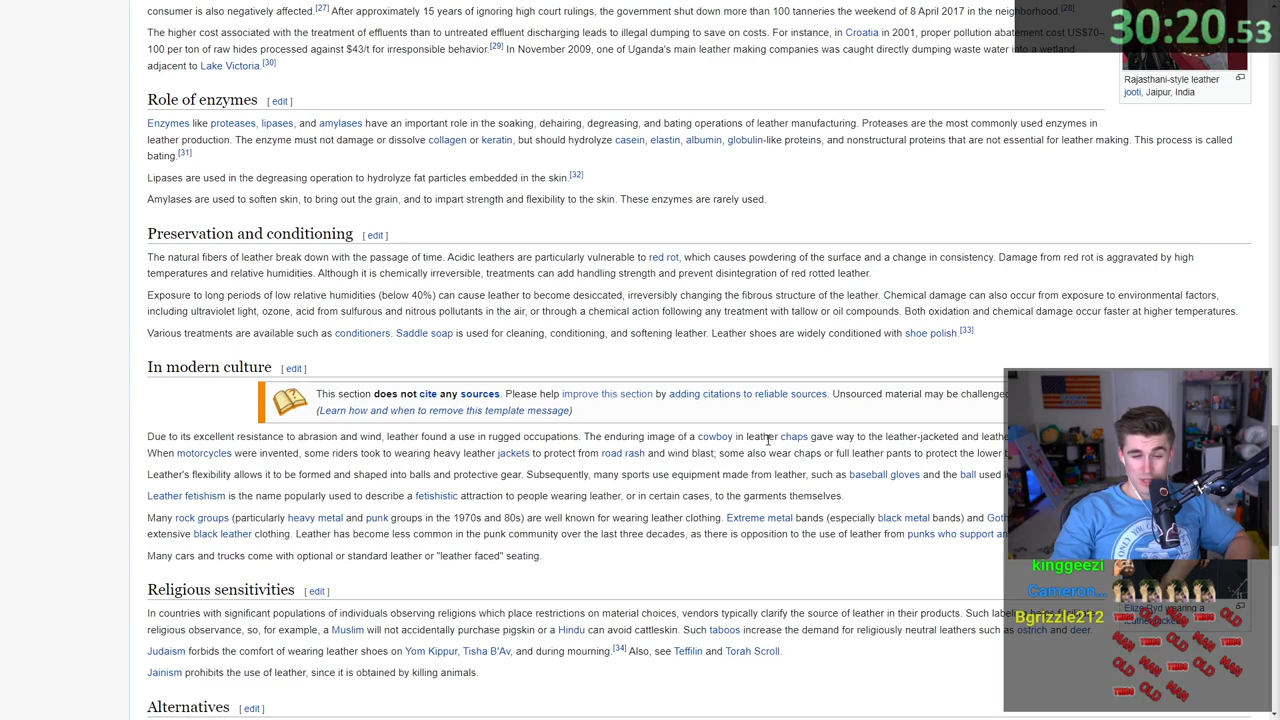 consumer is also negatively affected.[27] After approximately 15 years of ignoring high court rulings, the government shut down more than 100 tanneries the weekend of 8 April 2017 in the neighborhood.[28]
30:20.53
The higher cost associated with the treatment of effluents than to untreated effluent discharging leads to illegal dumping to save on costs. For instance, in Croatia in 2001, proper pollution abatement cost US$70–
100 per ton of raw hides processed against $43/t for irresponsible behavior.[29] In November 2009, one of Uganda's main leather making companies was caught directly dumping waste water into a wetland
adjacent to Lake Victoria.[30]
Rajasthani-style leather
jooti, Jaipur, India
Role of enzymes [ edit ]
Enzymes like proteases, lipases, and amylases have an important role in the soaking, dehairing, degreasing, and bating operations of leather manufacturing. Proteases are the most commonly used enzymes in
leather production. The enzyme must not damage or dissolve collagen or keratin, but should hydrolyze casein, elastin, albumin, globulin-like proteins, and nonstructural proteins that are not essential for leather making. This process is called
bating.[31]
Lipases are used in the degreasing operation to hydrolyze fat particles embedded in the skin.[32]
Amylases are used to soften skin, to bring out the grain, and to impart strength and flexibility to the skin. These enzymes are rarely used.
Preservation and conditioning [ edit ]
The natural fibers of leather break down with the passage of time. Acidic leathers are particularly vulnerable to red rot, which causes powdering of the surface and a change in consistency. Damage from red rot is aggravated by high
temperatures and relative humidities. Although it is chemically irreversible, treatments can add handling strength and prevent disintegration of red rotted leather.
Exposure to long periods of low relative humidities (below 40%) can cause leather to become desiccated, irreversibly changing the fibrous structure of the leather. Chemical damage can also occur from exposure to environmental factors,
including ultraviolet light, ozone, acid from sulfurous and nitrous pollutants in the air, or through a chemical action following any treatment with tallow or oil compounds. Both oxidation and chemical damage occur faster at higher temperatures.
Various treatments are available such as conditioners. Saddle soap is used for cleaning, conditioning, and softening leather. Leather shoes are widely conditioned with shoe polish.[33]
In modern culture [ edit ]
This section does not cite any sources. Please help improve this section by adding citations to reliable sources. Unsourced material may be challenged
(Learn how and when to remove this template message)
Due to its excellent resistance to abrasion and wind, leather found a use in rugged occupations. The enduring image of a cowboy in leather chaps gave way to the leather-jacketed and leathe
When motorcycles were invented, some riders took to wearing heavy leather jackets to protect from road rash and wind blast; some also wear chaps or full leather pants to protect the lower b
Leather's flexibility allows it to be formed and shaped into balls and protective gear. Subsequently, many sports use equipment made from leather, such as baseball gloves and the ball used i
Leather fetishism is the name popularly used to describe a fetishistic attraction to people wearing leather, or in certain cases, to the garments themselves.
Many rock groups (particularly heavy metal and punk groups in the 1970s and 80s) are well known for wearing leather clothing. Extreme metal bands (especially black metal bands) and Goth
extensive black leather clothing. Leather has become less common in the punk community over the last three decades, as there is opposition to the use of leather from punks who support an
Many cars and trucks come with optional or standard leather or "leather faced" seating.
kinggeezi
Cameron...
Bgrizzle212
Elize Ryd wearing a
Religious sensitivities [ edit ]
In countries with significant populations of individuals observing religions which place restrictions on material choices, vendors typically clarify the source of leather in their products. Such labeling helps facilitate
religious observance, so, for example, a Muslim will not accidentally purchase pigskin or a Hindu can avoid cattleskin. Such taboos increase the demand for religiously neutral leathers such as ostrich and deer.
Judaism forbids the comfort of wearing leather shoes on Yom Kippur, Tisha B'Av, and during mourning.[34] Also, see Teffilin and Torah Scroll.
Jainism prohibits the use of leather, since it is obtained by killing animals.
Alternatives [ edit ]